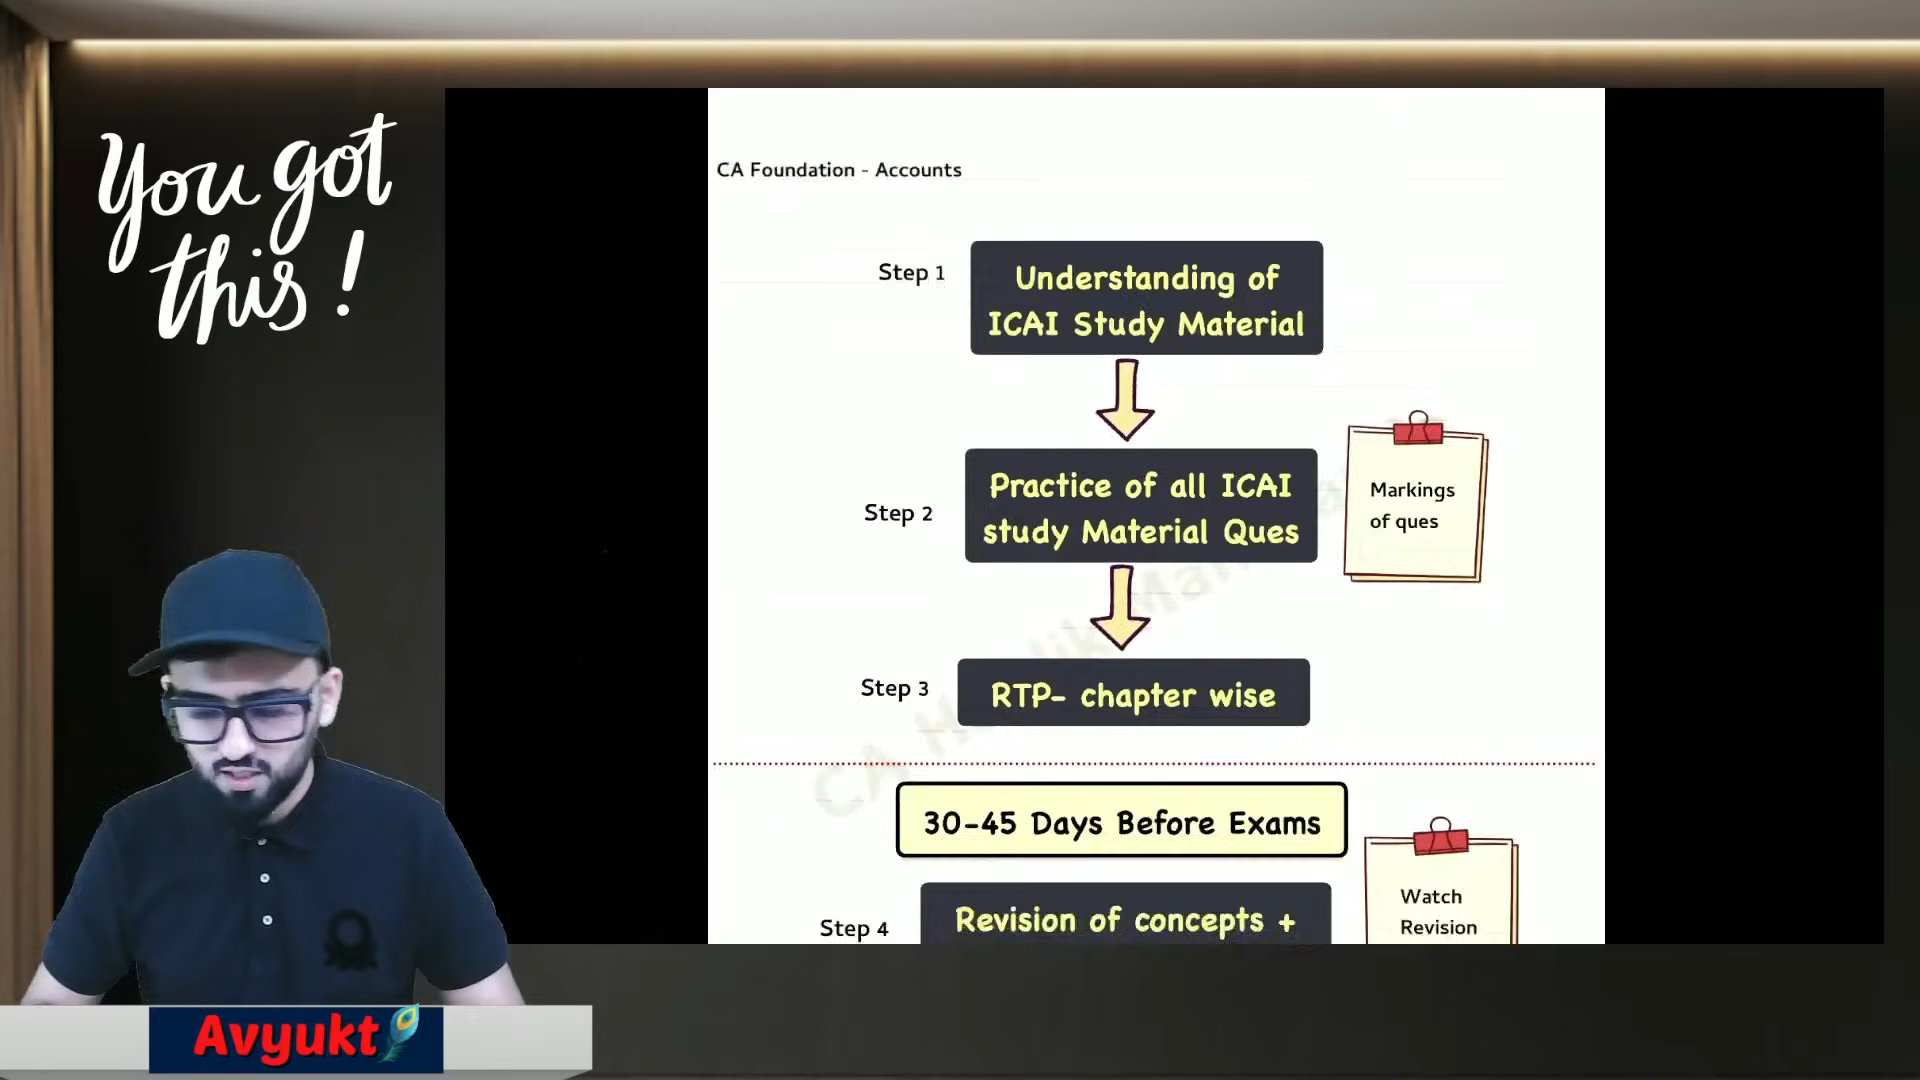 You got
this!
CA Foundation - Accounts
Step 1
Understanding of
ICAI Study Material
Step 2
Practice of all ICAI
study Material Ques
Markings
of ques
Step 3
RTP- chapter wise
30-45 Days Before Exams
Step 4
Revision of concepts +
Watch
Revision
Avyukt